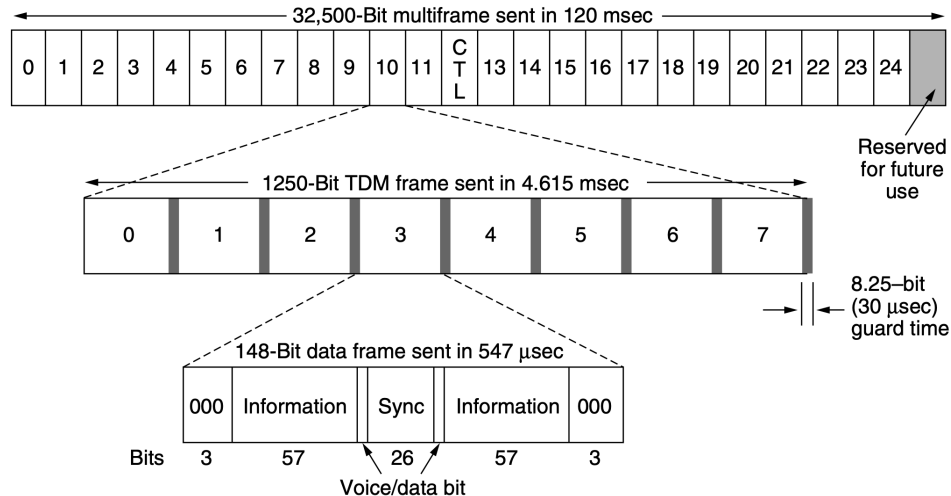 32,500-Bit multiframe sent in 120 msec
0 1 2 3 4 5 6 7 8 9 10 11 CTL 13 14 15 16 17 18 19 20 21 22 23 24
Reserved
for future
use
1250-Bit TDM frame sent in 4.615 msec
0 1 2 3 4 5 6 7
8.25–bit
(30 μsec)
guard time
148-Bit data frame sent in 547 μsec
000 Information Sync Information 000
Bits 3 57 26 57 3
Voice/data bit